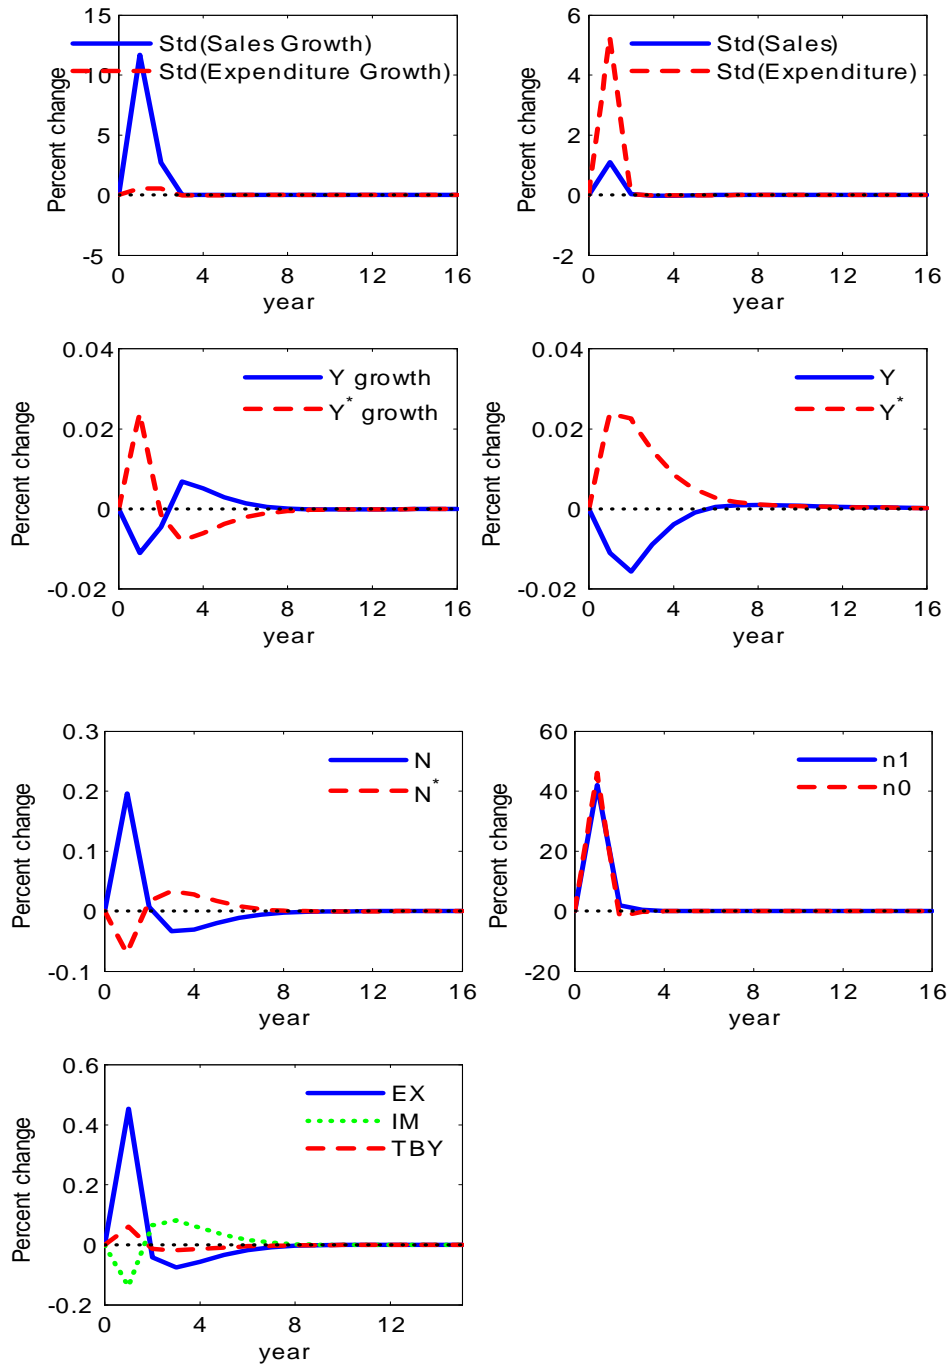 15
10
5
0
-5
Percent change
Std(Sales Growth)
Std(Expenditure Growth)
0 4 8 12 16
year
6
4
2
0
-2
Percent change
Std(Sales)
Std(Expenditure)
0 4 8 12 16
year
0.04
0.02
0
-0.02
Percent change
Y growth
Y* growth
0 4 8 12 16
year
0.04
0.02
0
-0.02
Percent change
Y
Y*
0 4 8 12 16
year
0.3
0.2
0.1
0
-0.1
Percent change
N
N*
0 4 8 12 16
year
60
40
20
0
-20
Percent change
n1
n0
0 4 8 12 16
year
0.6
0.4
0.2
0
-0.2
Percent change
EX
IM
TBY
0 4 8 12
year